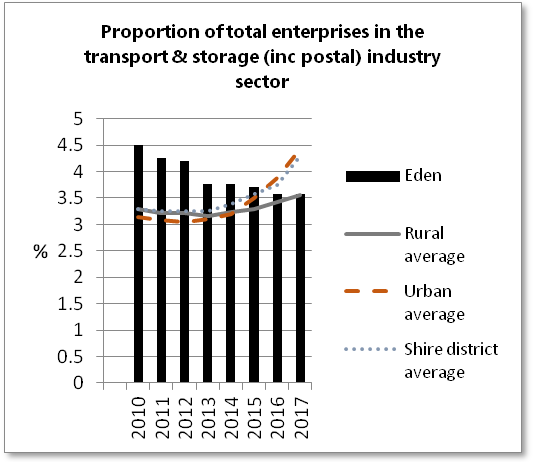 Proportion of total enterprises in the
transport & storage (inc postal) industry
sector
5
4.5
4
3.5
3
2.5
2
1.5
1
0.5
0
%
2010
2011
2012
2013
2014
2015
2016
2017
Eden
Rural
average
Urban
average
Shire district
average